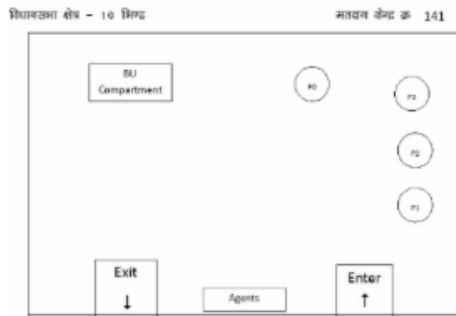 विधानसभा क्षेत्र - 10 भिण्ड
मतदान केन्द्र क्र 141
BU
Compartment
P0
P3
P2
P1
Exit
↓
Agents
Enter
↑